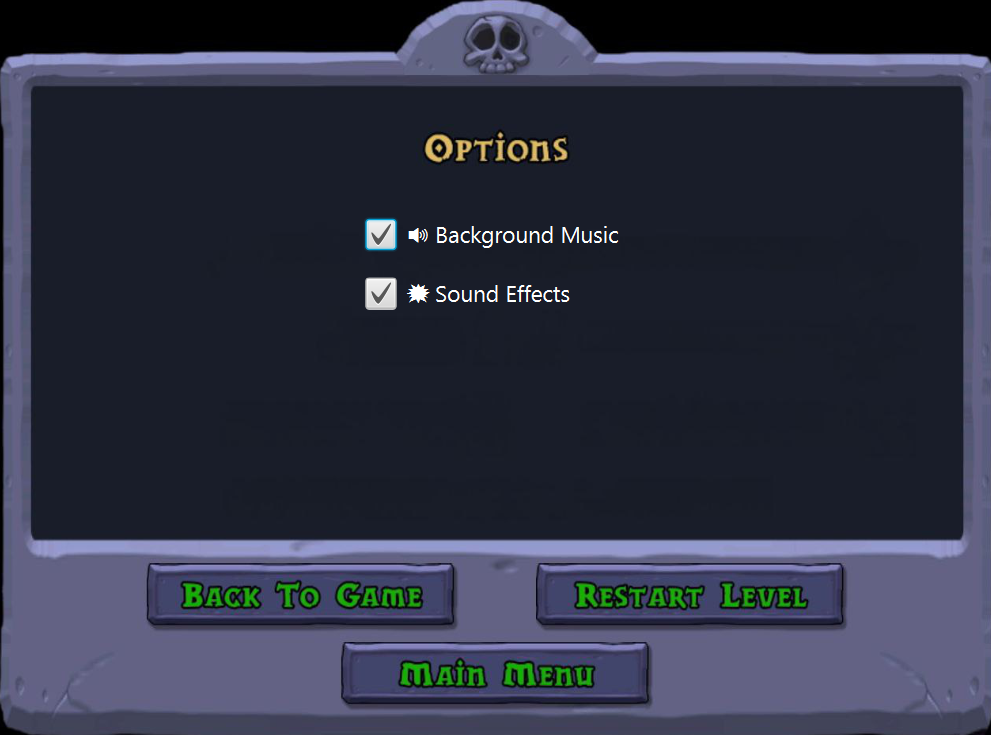 Options
Background Music
Sound Effects
Back To Game
Restart Level
Main Menu